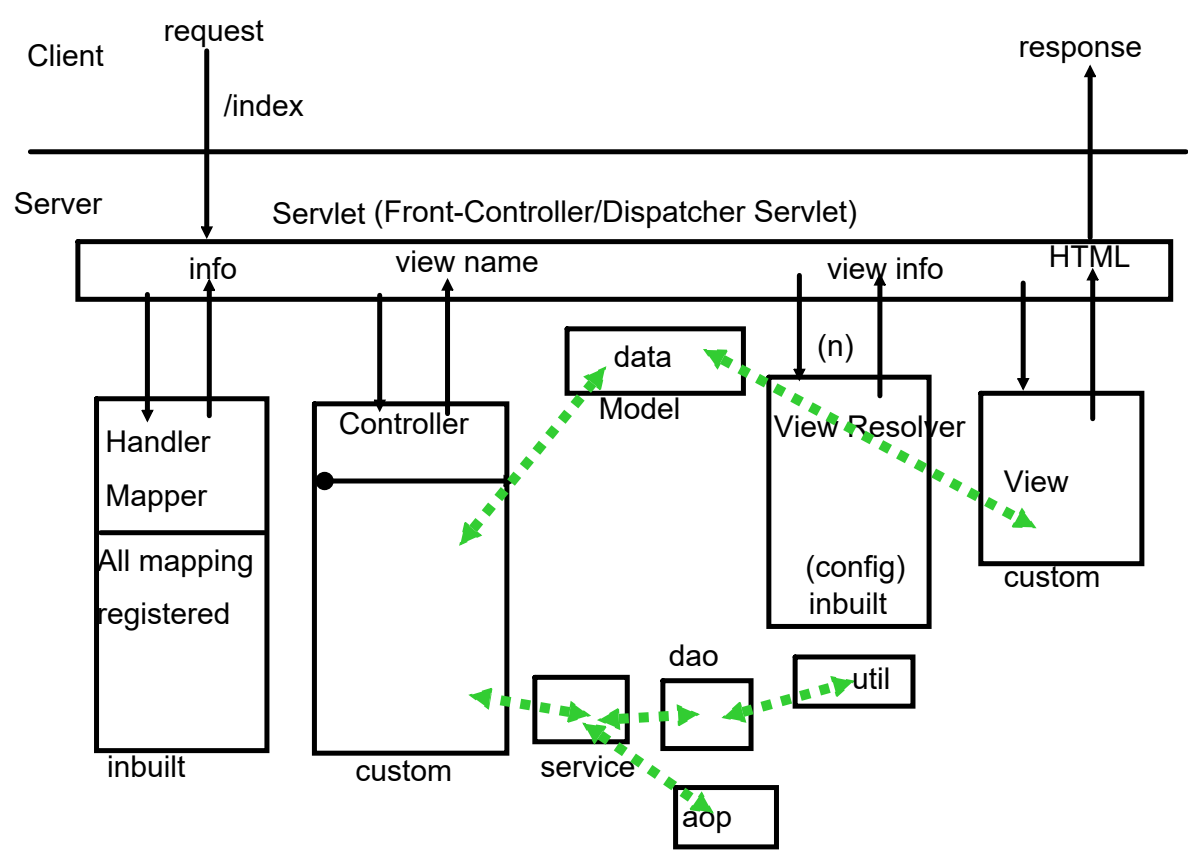 request
Client
response
/index
Server
Servlet (Front-Controller/Dispatcher Servlet)
info
view name
view info
HTML
(n)
data
Model
Handler
Mapper
Controller
View Resolver
View
All mapping
registered
(config)
inbuilt
custom
dao
util
inbuilt
custom
service
aop